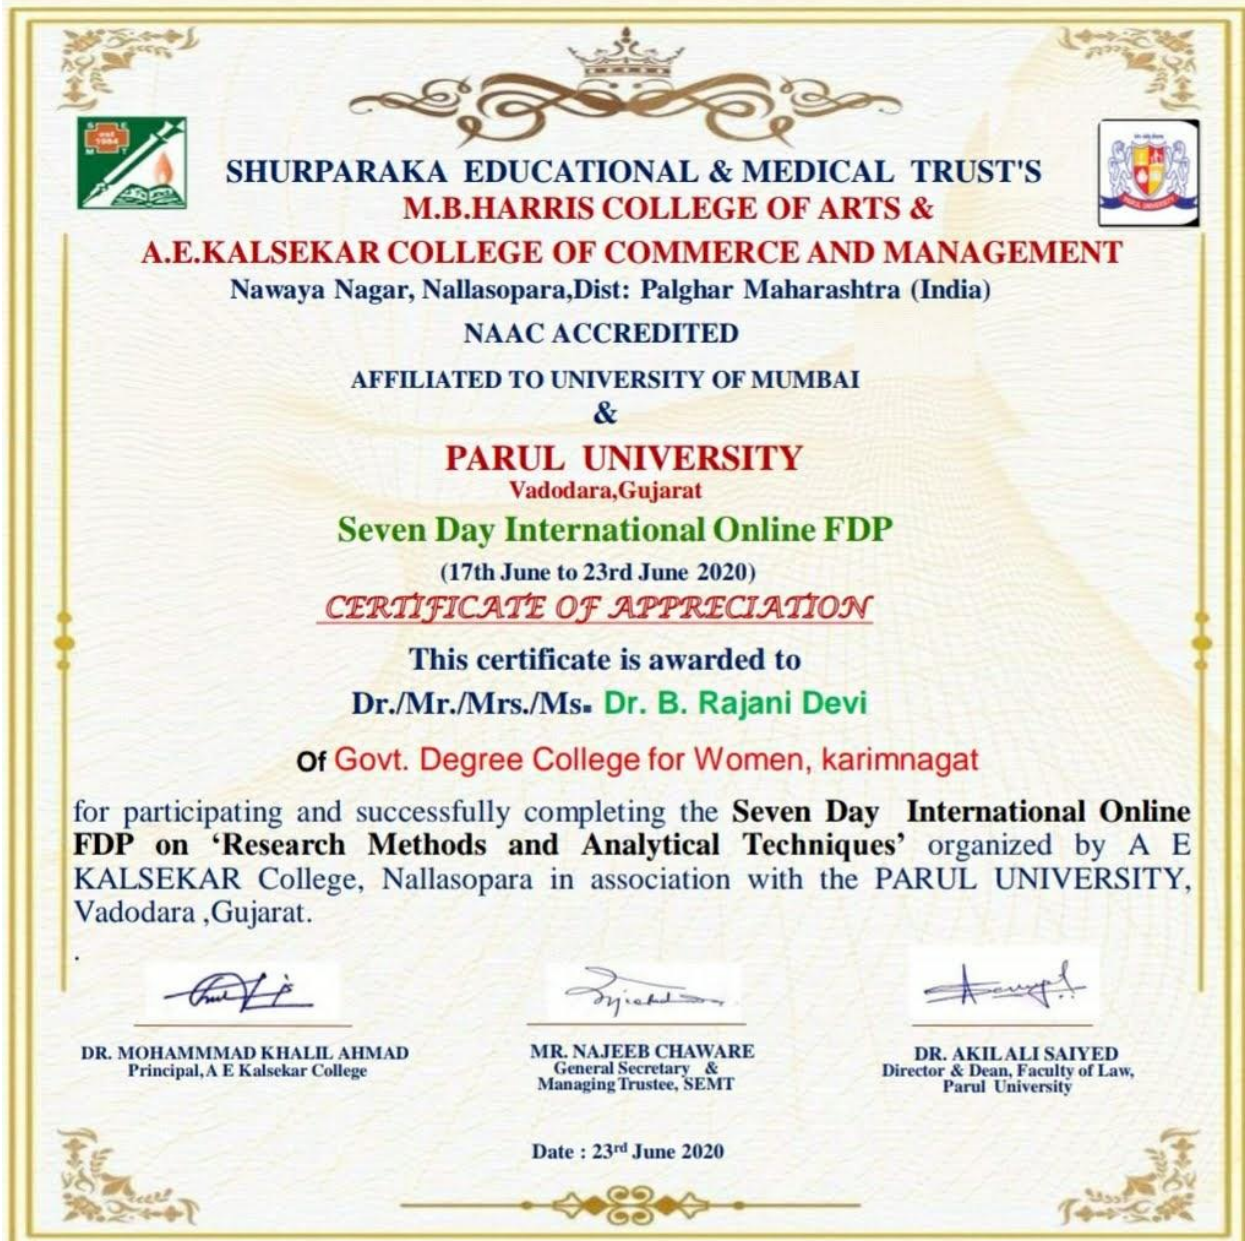 S E
est
1984
M T
PARUL UNIVERSITY
SHURPARAKA EDUCATIONAL & MEDICAL TRUST'S
M.B.HARRIS COLLEGE OF ARTS &
A.E.KALSEKAR COLLEGE OF COMMERCE AND MANAGEMENT
Nawaya Nagar, Nallasopara,Dist: Palghar Maharashtra (India)
NAAC ACCREDITED
AFFILIATED TO UNIVERSITY OF MUMBAI
&
PARUL UNIVERSITY
Vadodara,Gujarat
Seven Day International Online FDP
(17th June to 23rd June 2020)
CERTIFICATE OF APPRECIATION
This certificate is awarded to
Dr./Mr./Mrs./Ms. Dr. B. Rajani Devi
Of Govt. Degree College for Women, karimnagat
for participating and successfully completing the Seven Day International Online
FDP on ‘Research Methods and Analytical Techniques’ organized by A E
KALSEKAR College, Nallasopara in association with the PARUL UNIVERSITY,
Vadodara ,Gujarat.
.
DR. MOHAMMMAD KHALIL AHMAD
Principal,A E Kalsekar College
MR. NAJEEB CHAWARE
General Secretary &
Managing Trustee, SEMT
DR. AKIL ALI SAIYED
Director & Dean, Faculty of Law,
Parul University
Date : 23rd June 2020